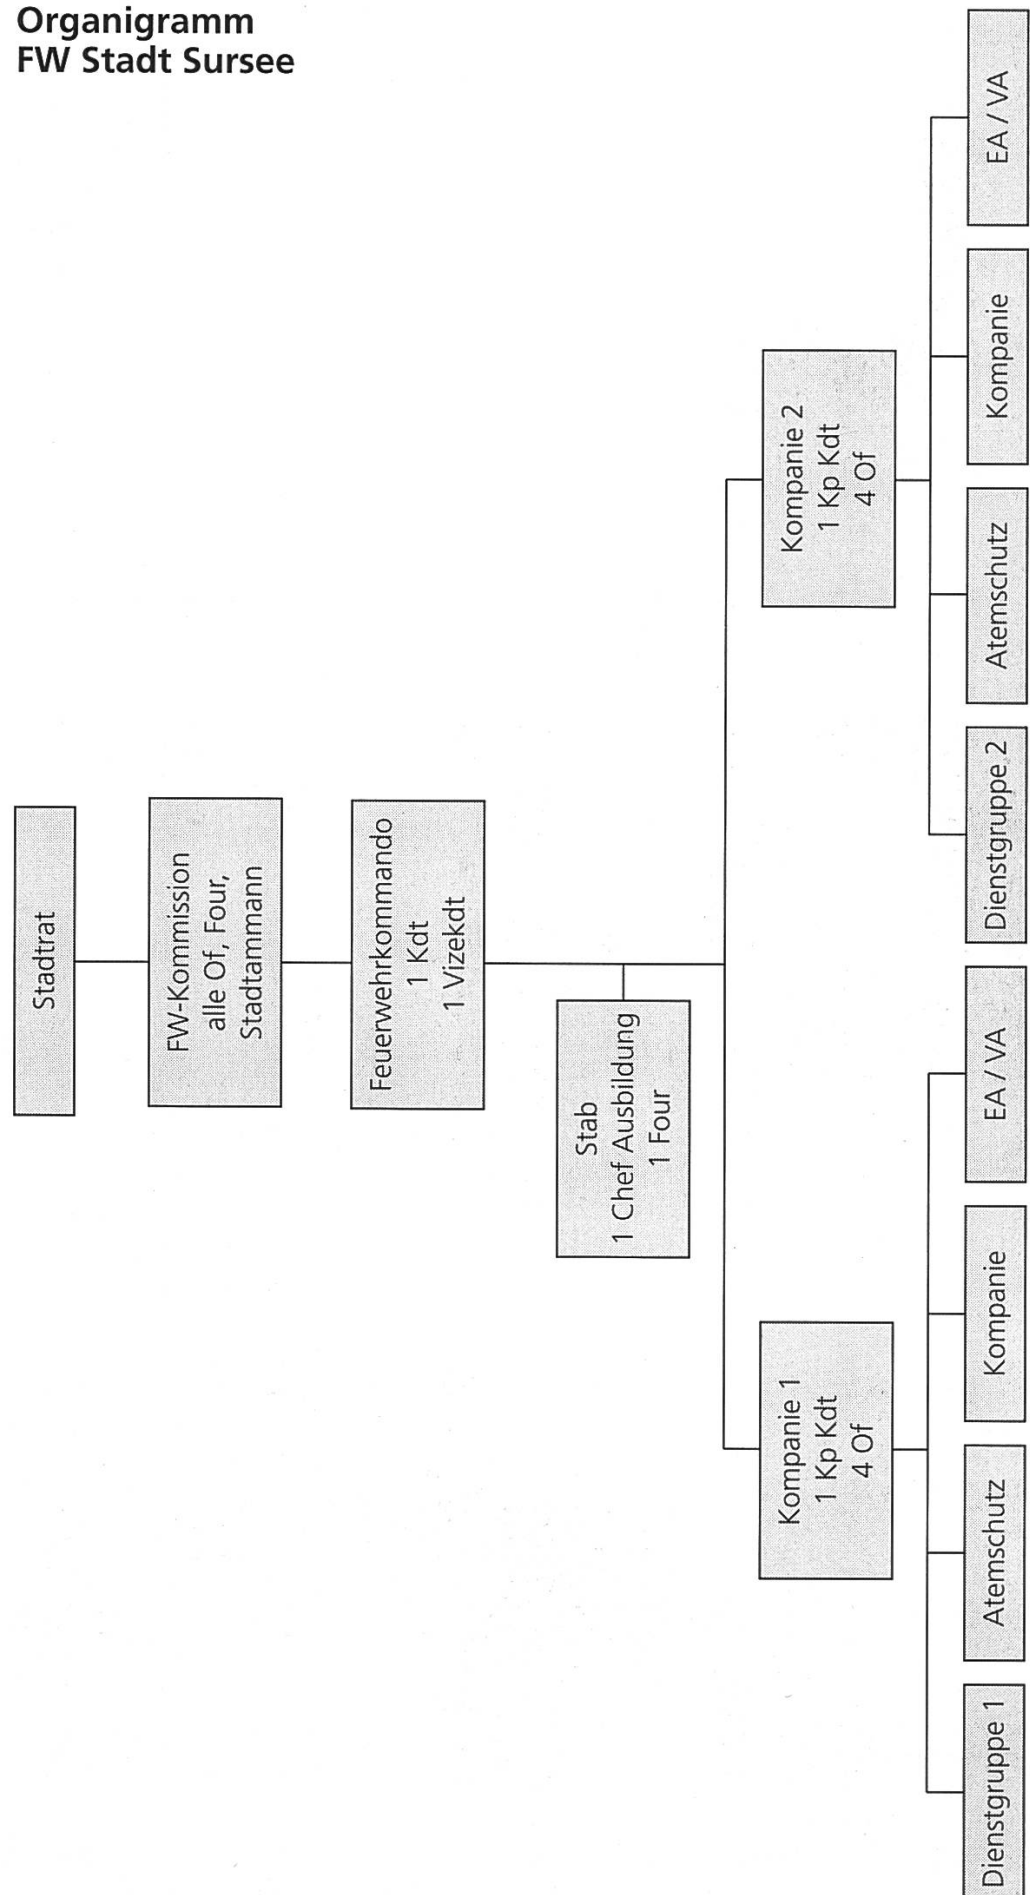 Organigramm
FW Stadt Sursee
Stadtrat
FW-Kommission
alle Of, Four,
Stadtammann
Feuerwehrkommando
1 Kdt
1 Vizekdt
Stab
1 Chef Ausbildung
1 Four
Kompanie 1
1 Kp Kdt
4 Of
Kompanie 2
1 Kp Kdt
4 Of
Dienstgruppe 1
Atemschutz
Kompanie
EA / VA
Dienstgruppe 2
Atemschutz
Kompanie
EA / VA